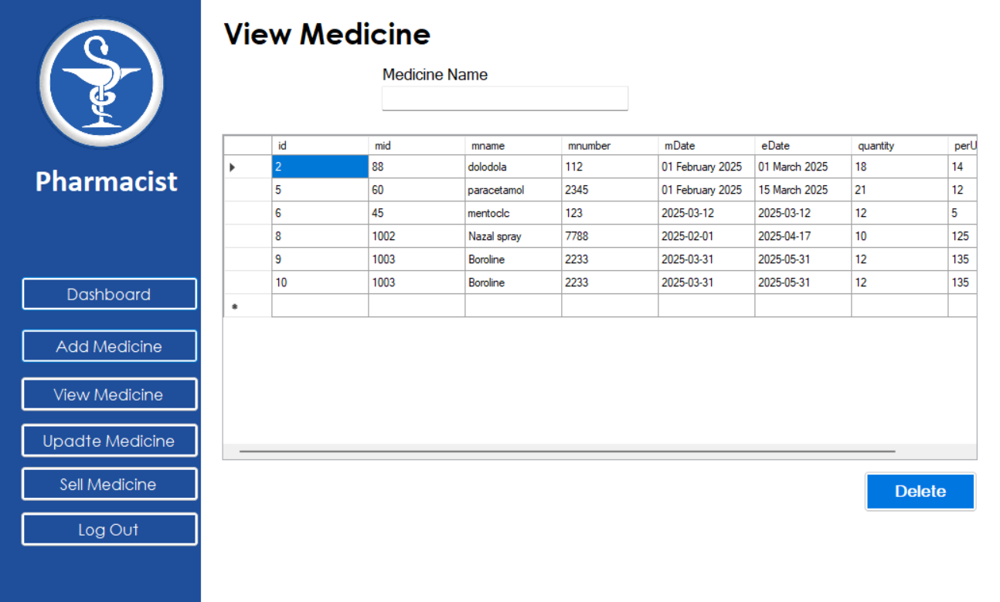 View Medicine
Medicine Name
Pharmacist
Dashboard
Add Medicine
View Medicine
Upadte Medicine
Sell Medicine
Log Out
id mid mname mnumber mDate eDate quantity perU
2 88 dolodola 112 01 February 2025 01 March 2025 18 14
5 60 paracetamol 2345 01 February 2025 15 March 2025 21 12
6 45 mentoclc 123 2025-03-12 2025-03-12 12 5
8 1002 Nazal spray 7788 2025-02-01 2025-04-17 10 125
9 1003 Boroline 2233 2025-03-31 2025-05-31 12 135
10 1003 Boroline 2233 2025-03-31 2025-05-31 12 135
Delete